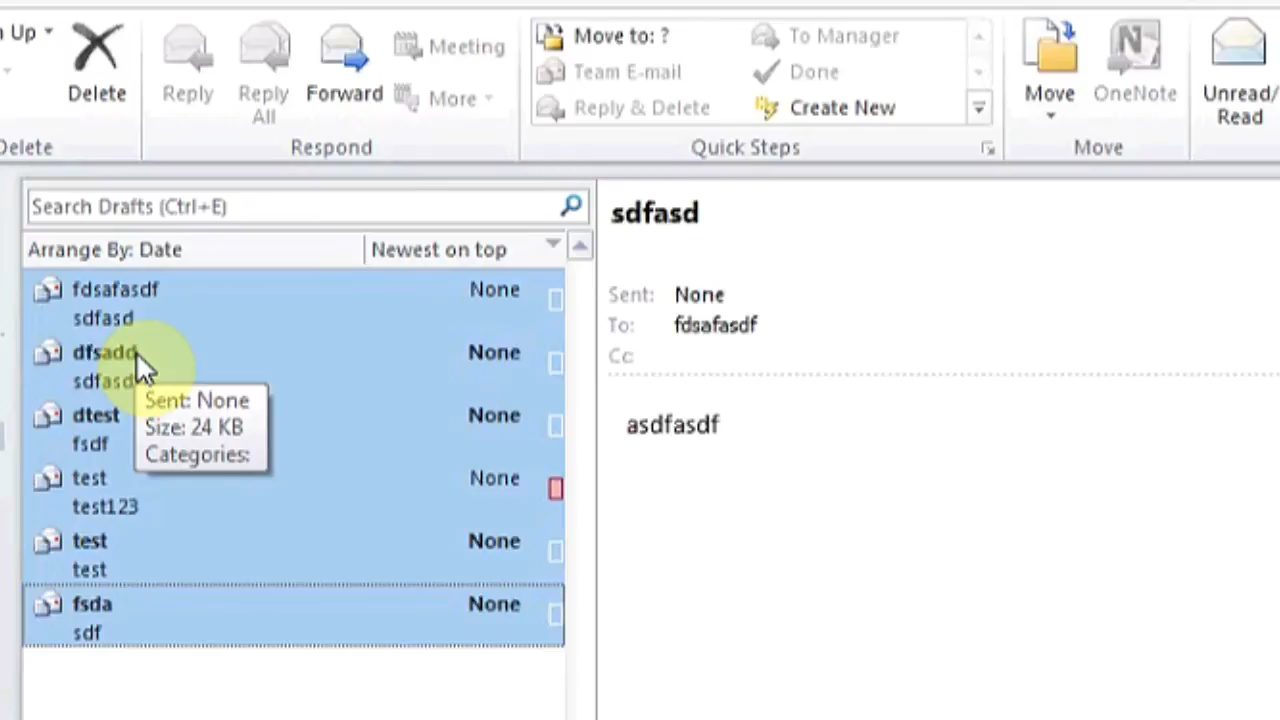 n Up
Delete
Reply
Reply All
Forward
Meeting
More
Move to: ?
To Manager
Team E-mail
Done
Reply & Delete
Create New
Move
OneNote
Unread/ Read
Delete
Respond
Quick Steps
Move
Search Drafts (Ctrl+E)
Arrange By: Date
Newest on top
fdsafasdf
None
sdfasd
dfsadd
None
sdfasd
dtest
None
fsdf
test
None
test123
test
None
test
fsda
None
sdf
Sent: None
Size: 24 KB
Categories:
sdfasd
Sent: None
To: fdsafasdf
Cc
asdfasdf